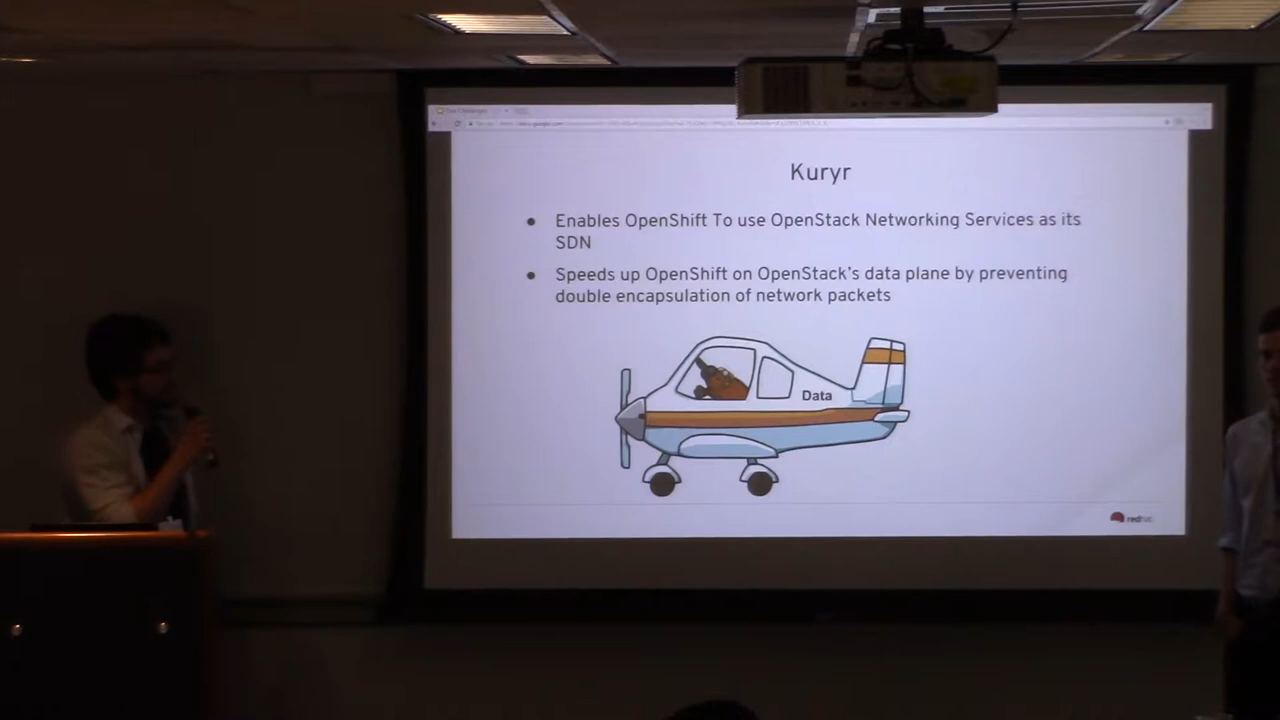 Kuryr
● Enables OpenShift To use OpenStack Networking Services as its
SDN
● Speeds up OpenShift on OpenStack's data plane by preventing
double encapsulation of network packets
Data
redhat